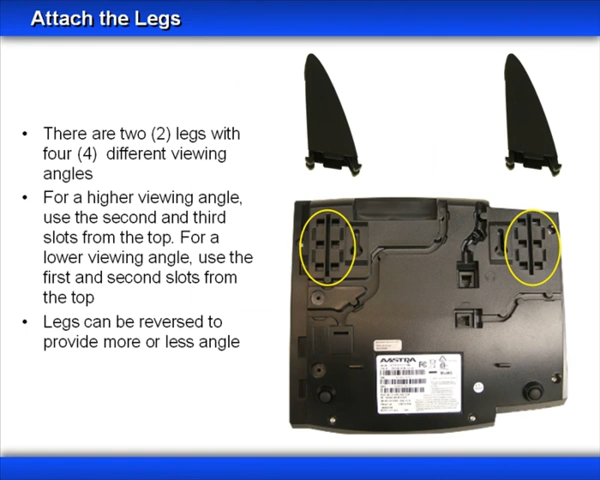 Attach the Legs
• There are two (2) legs with
four (4) different viewing
angles
• For a higher viewing angle,
use the second and third
slots from the top. For a
lower viewing angle, use the
first and second slots from
the top
• Legs can be reversed to
provide more or less angle
AASTRA